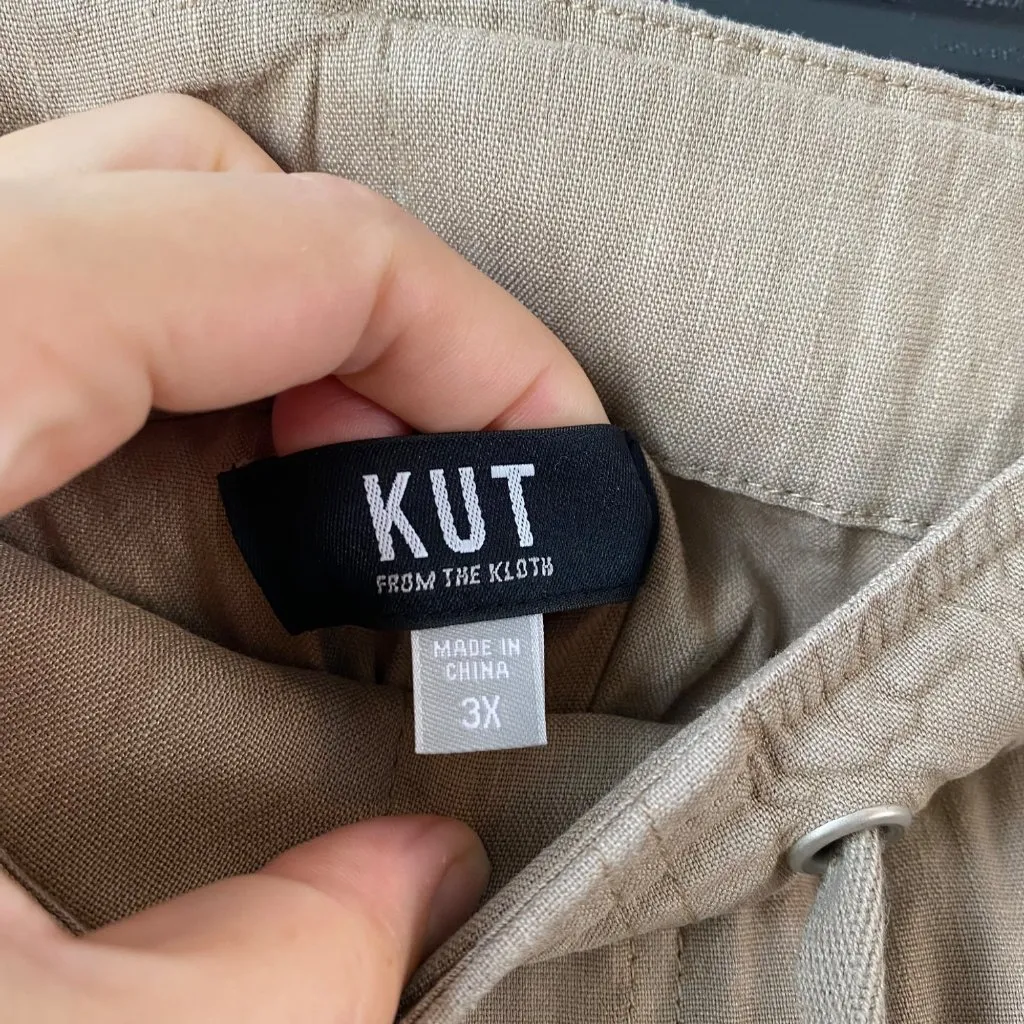 KUT
FROM THE KLOTH
MADE IN
CHINA
3X